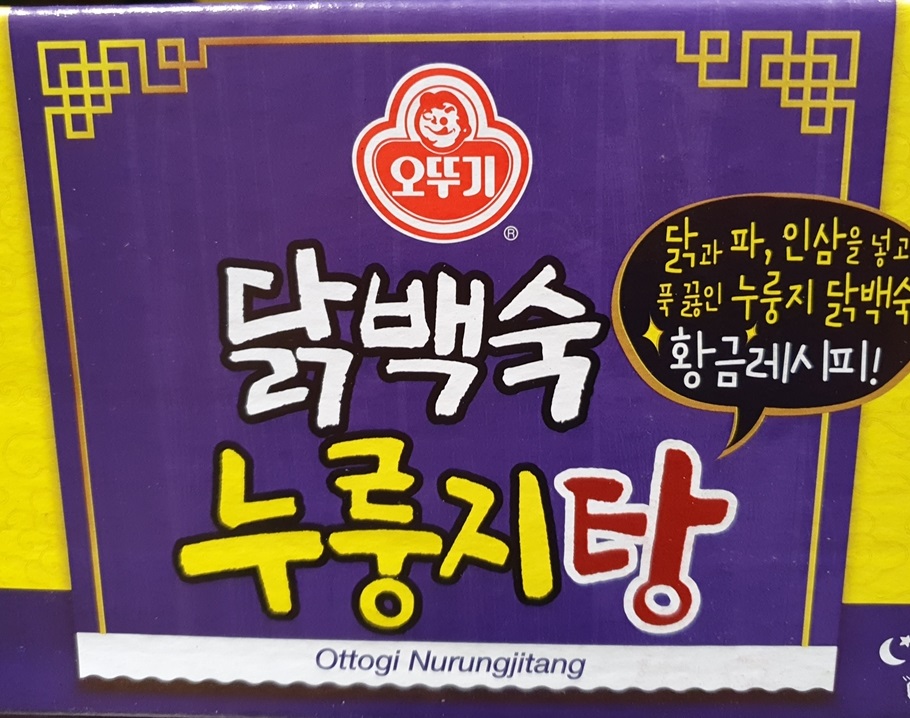 오뚜기
®
닭백숙
누룽지탕
닭과 파, 인삼을 넣고
푹 끓인 누룽지 닭백숙
황금레시피!
Ottogi Nurungjitang